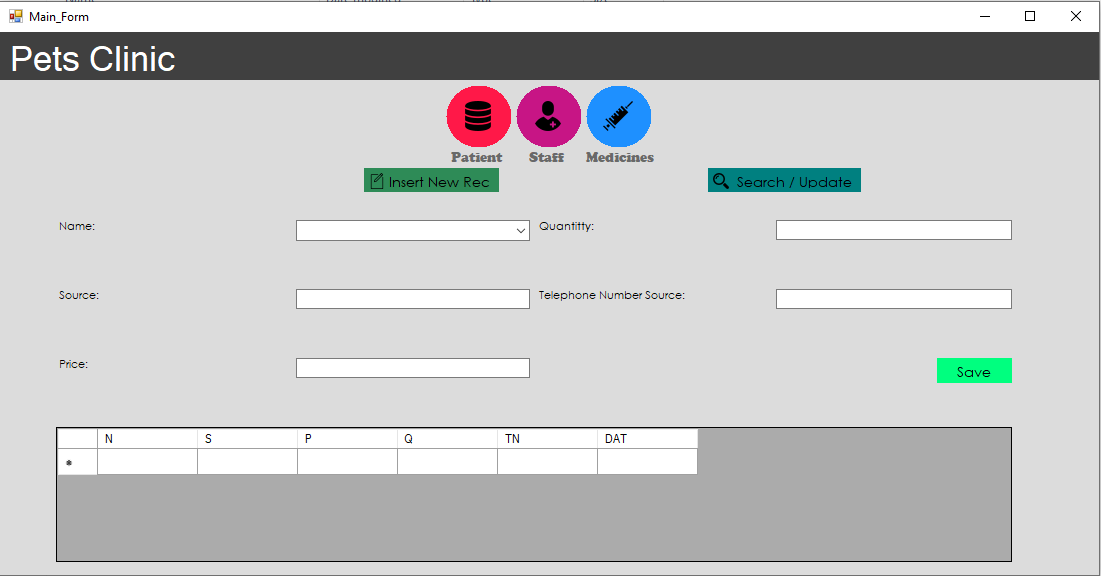 Main_Form
Pets Clinic
Patient Staff Medicines
Insert New Rec Search / Update
Name: Quantitty:
Source: Telephone Number Source:
Price: Save
N S P Q TN DAT